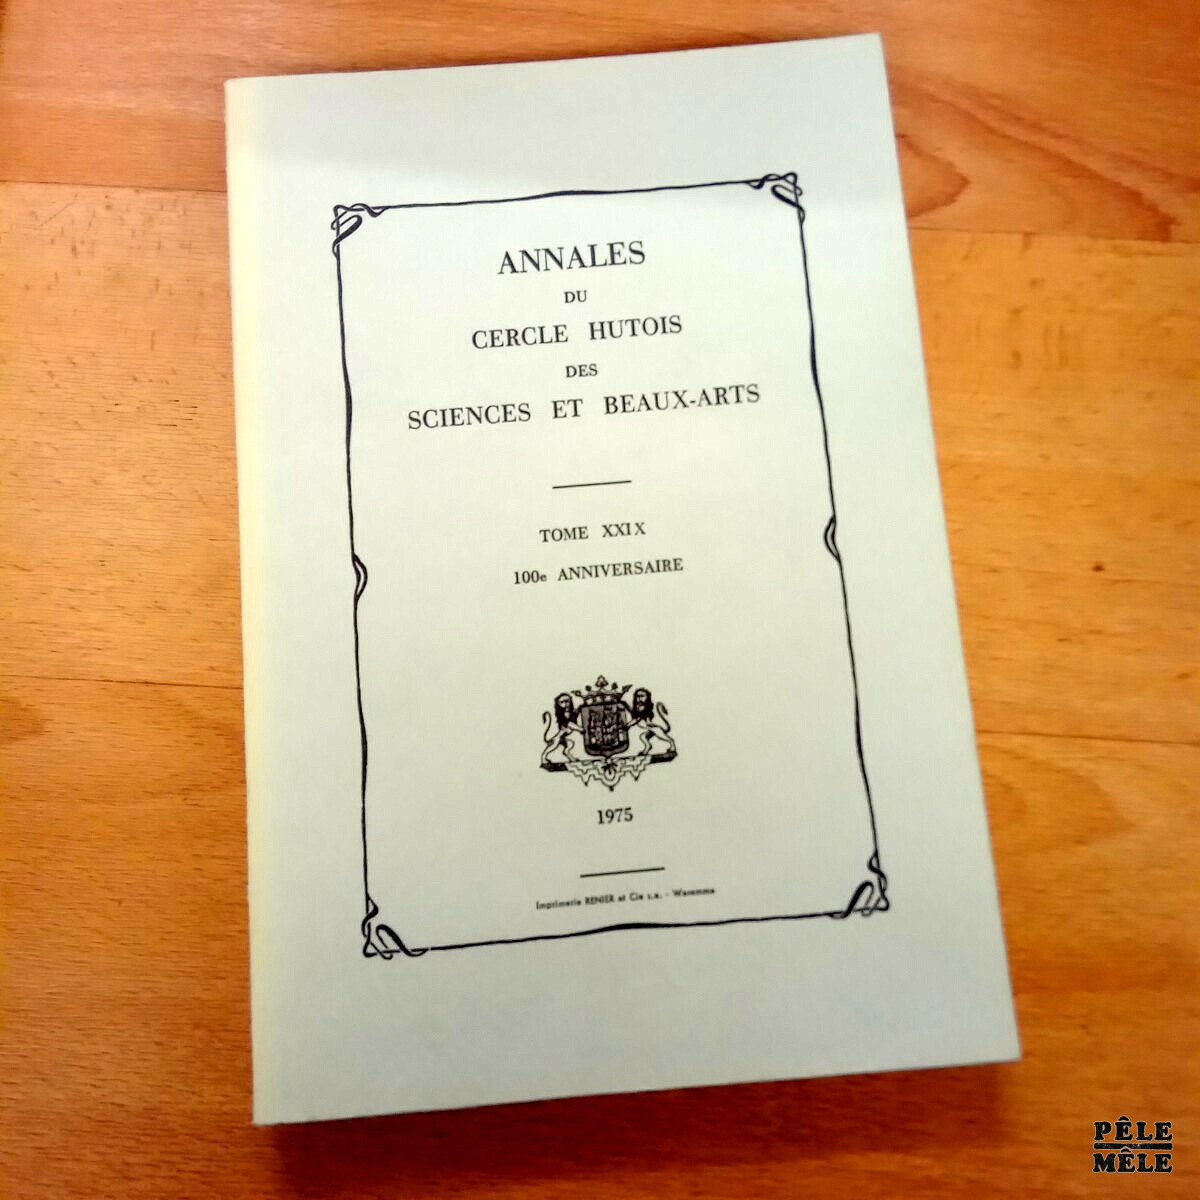 ANNALES
DU
CERCLE HUTOIS
DES
SCIENCES ET BEAUX-ARTS
TOME XXIX
100e ANNIVERSAIRE
1975
Imprimerie RENIER et Cie s.a. - Waremme
PÊLE
MÊLE